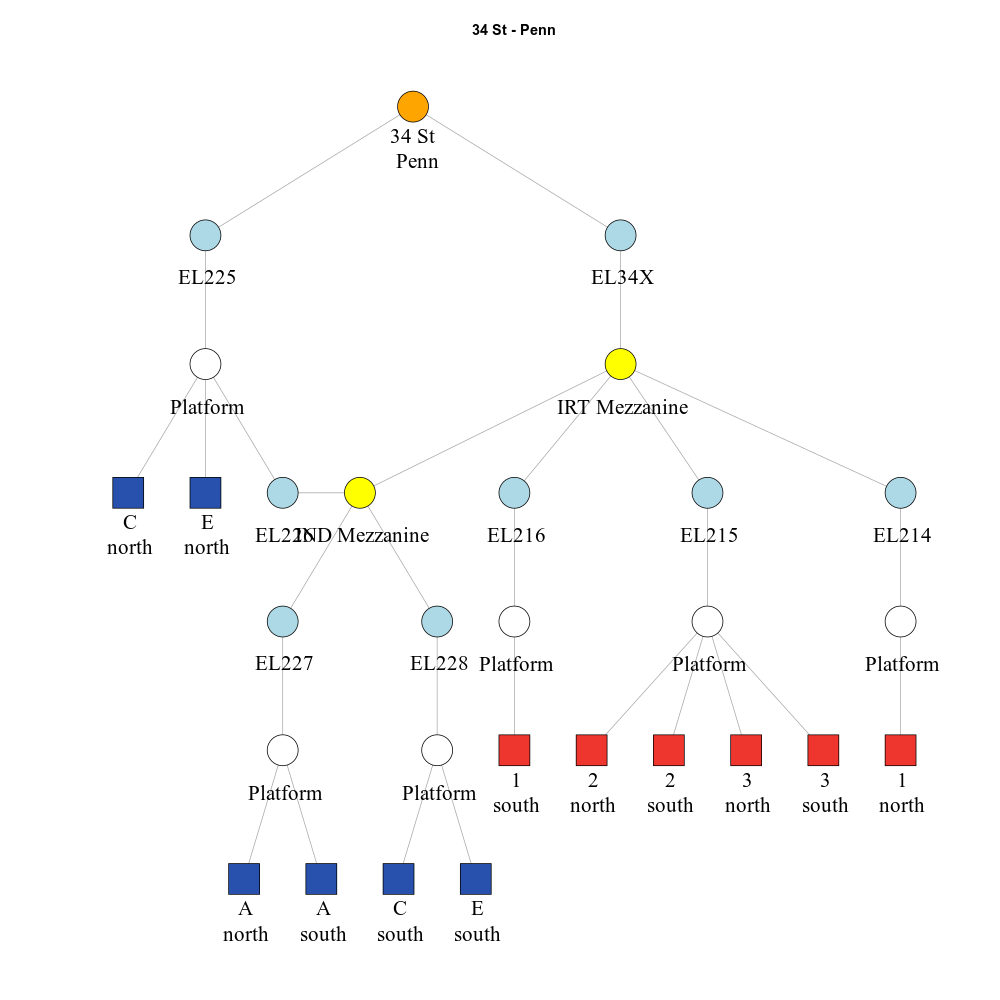 34 St - Penn
34 St
Penn
EL225
EL34X
Platform
IRT Mezzanine
C
north
E
north
EL226
IND Mezzanine
EL216
EL215
EL214
EL227
EL228
Platform
Platform
Platform
Platform
Platform
1
south
2
north
2
south
3
north
3
south
1
north
A
north
A
south
C
south
E
south